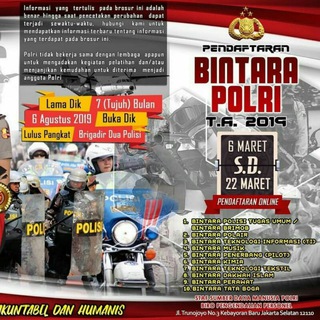 Informasi yang tertulis pada brosur ini adalah
benar hingga saat pencetakan perubahan dapat
terjadi sewaktu waktu, hubungi kami untuk
mendapatkan informasi terbaru tentang informasi
yang terdapat pada brosur ini.
Polri tidak bekerja sama dengan lembaga apapun
untuk mengadakan kegiatan pelatihan dan/atau
menjanjikan kemudahan untuk diterima menjadi
anggota Polri
Lama Dik 7 (Tujuh) Bulan
6 Agustus 2019 Buka Dik
Lulus Pangkat Brigadir Dua Polisi
POLISI
AKUNTABEL DAN HUMANIS
PENDAFTARAN
BINTARA
POLRI
T.A. 2019
6 MARET
S.D.
22 MARET
PENDAFTARAN ONLINE
1. BINTARA POLISI TUGAS UMUM /
BINTARA BRIMOB
2. BINTARA POLAIR
3. BINTARA TEKNOLOGI INFORMASI (TI)
4. BINTARA MUSIK
5. BINTARA PENERBANG (PILOT)
6. BINTARA KIMIA
7. BINTARA TEKNOLOGI TEKSTIL
8. BINTARA DAKWAH ISLAM
9. BINTARA PERAWAT
10. BINTARA TATA BOGA
STAF SUMBER DAYA MANUSIA POLRI
BIRO PENGENDALIAN PERSONEL
Jl. Trunojoyo No.3 Kebayoran Baru Jakarta Selatan 12110